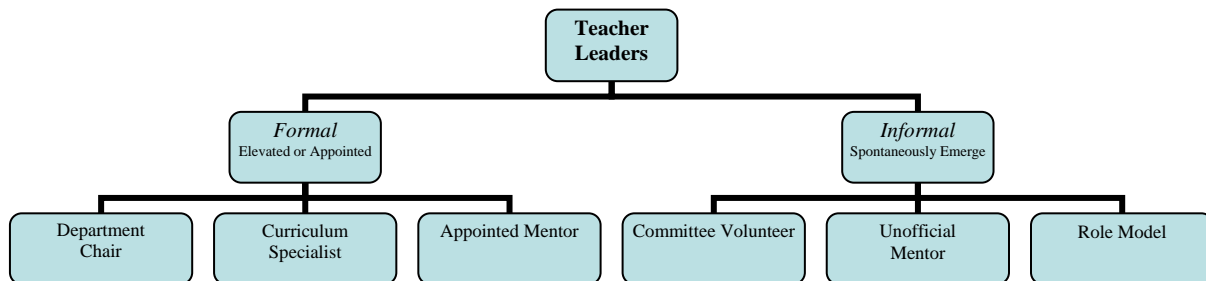 Teacher
Leaders
Formal
Elevated or Appointed
Informal
Spontaneously Emerge
Department
Chair
Curriculum
Specialist
Appointed Mentor
Committee Volunteer
Unofficial
Mentor
Role Model